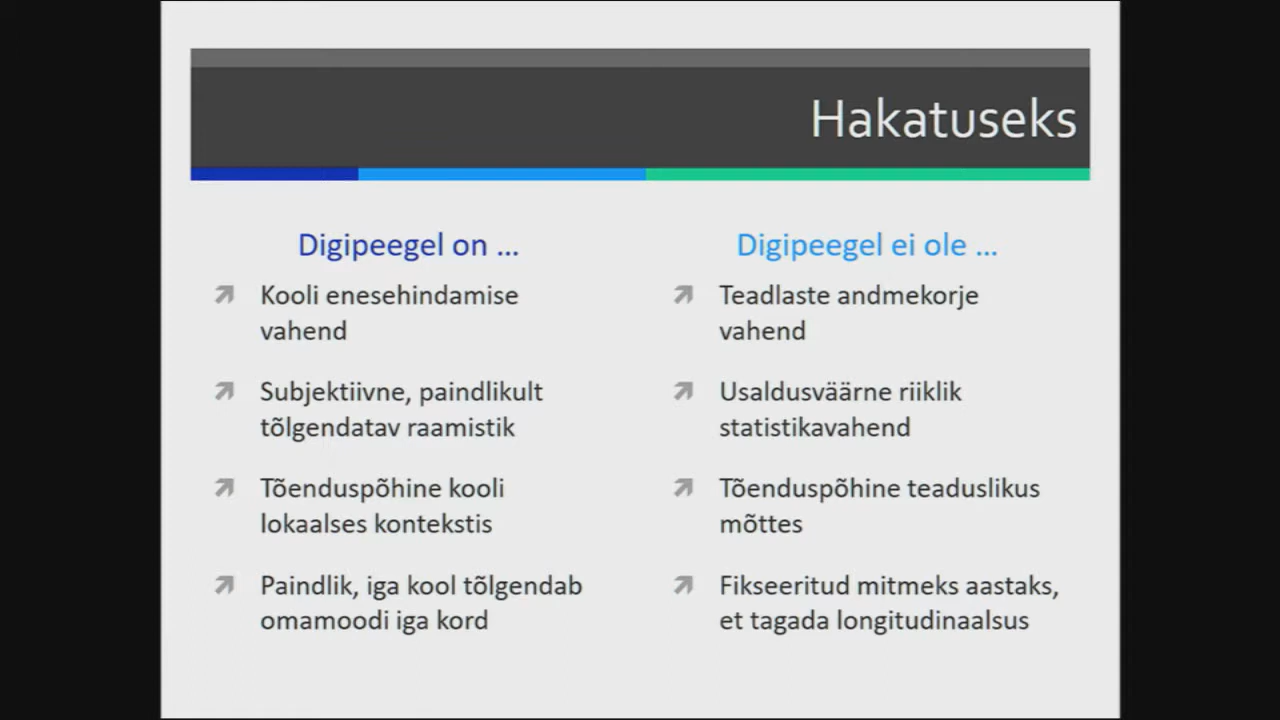 Hakatuseks
Digipeegel on ...
Kooli enesehindamise
vahend
Subjektiivne, paindlikult
tõlgendatav raamistik
Tõenduspõhine kooli
lokaalses kontekstis
Paindlik, iga kool tõlgendab
omamoodi iga kord
Digipeegel ei ole ...
Teadlaste andmekorje
vahend
Usaldusväärne riiklik
statistikavahend
Tõenduspõhine teaduslikus
mõttes
Fikseeritud mitmeks aastaks,
et tagada longitudinaalsus